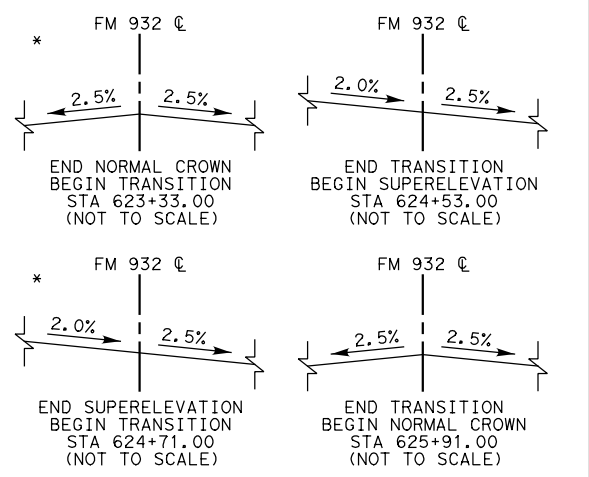 FM 932 ℄
*
2.5%
2.5%
END NORMAL CROWN
BEGIN TRANSITION
STA 623+33.00
(NOT TO SCALE)
FM 932 ℄
2.0%
2.5%
END TRANSITION
BEGIN SUPERELEVATION
STA 624+53.00
(NOT TO SCALE)
FM 932 ℄
*
2.0%
2.5%
END SUPERELEVATION
BEGIN TRANSITION
STA 624+71.00
(NOT TO SCALE)
FM 932 ℄
2.5%
2.5%
END TRANSITION
BEGIN NORMAL CROWN
STA 625+91.00
(NOT TO SCALE)